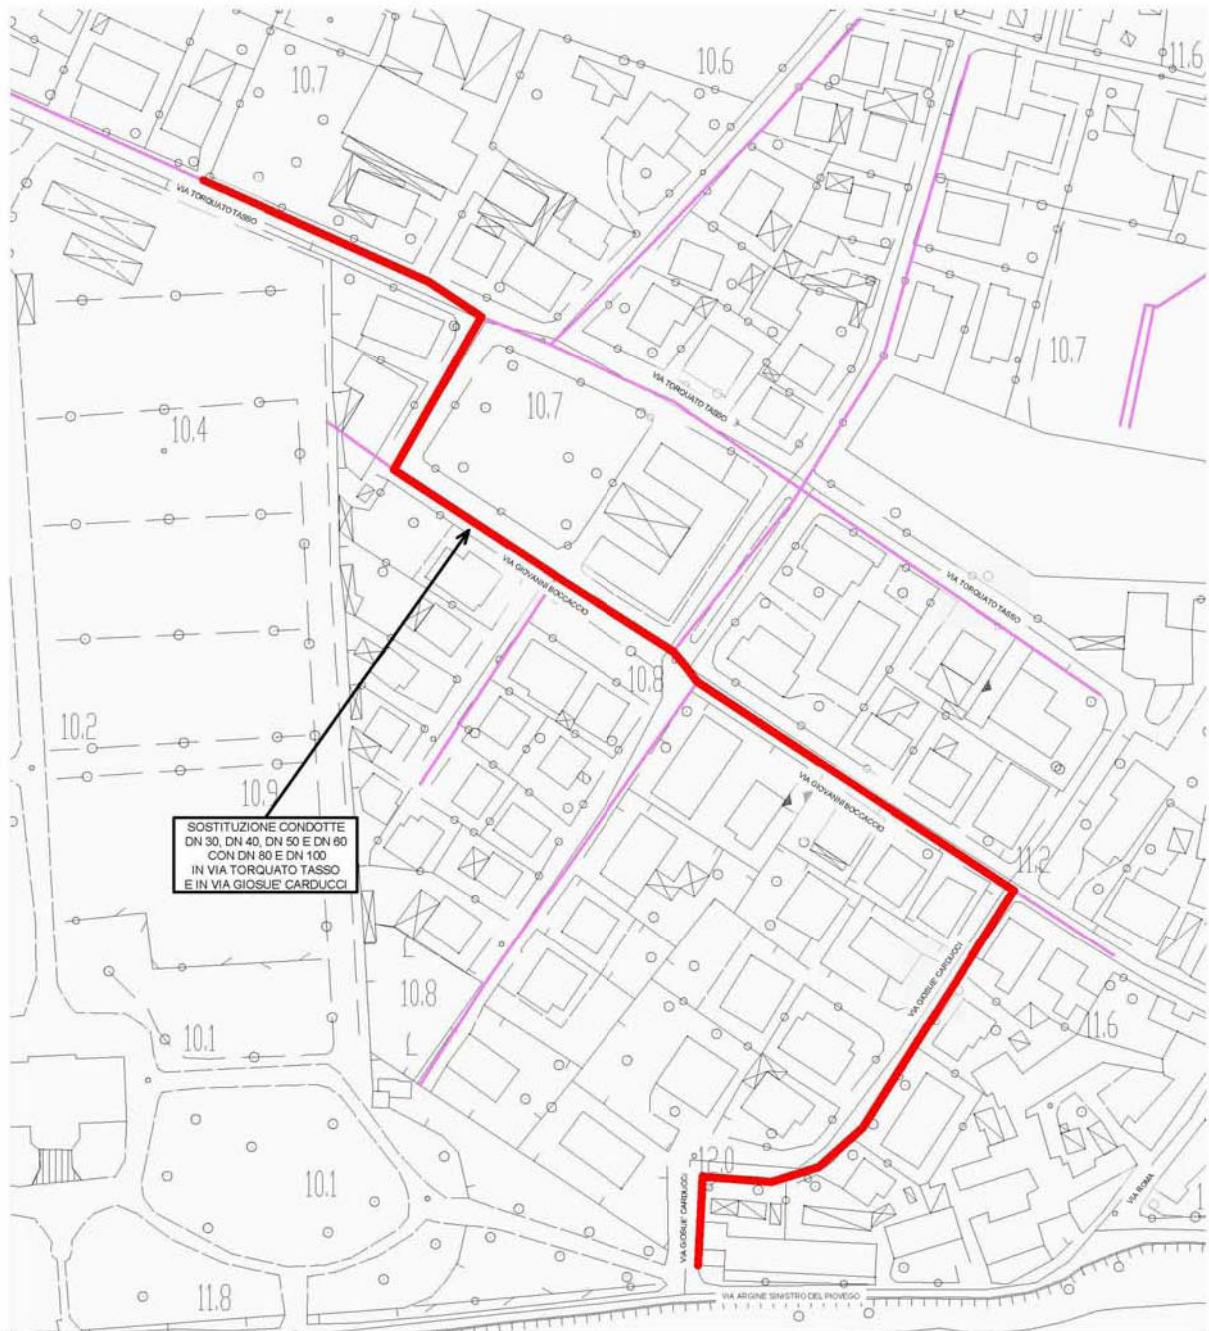 10.7
10.6
11.6
VIA TORQUATO TASSO
10.7
10.7
VIA TORQUATO TASSO
10.4
VIA GIOVANNI BOCCACCIO
VIA TORQUATO TASSO
10.8
10.2
10.9
VIA GIOVANNI BOCCACCIO
SOSTITUZIONE CONDOTTE
DN 30, DN 40, DN 50 E DN 60
CON DN 80 E DN 100
IN VIA TORQUATO TASSO
E IN VIA GIOSUE' CARDUCCI
11.2
VIA GIOSUE' CARDUCCI
10.8
11.6
10.1
12.0
10.1
VIA GIOSUE' CARDUCCI
VIA ROMA
11.8
VIA ARGINE SINISTRO DEL PIOVEGO